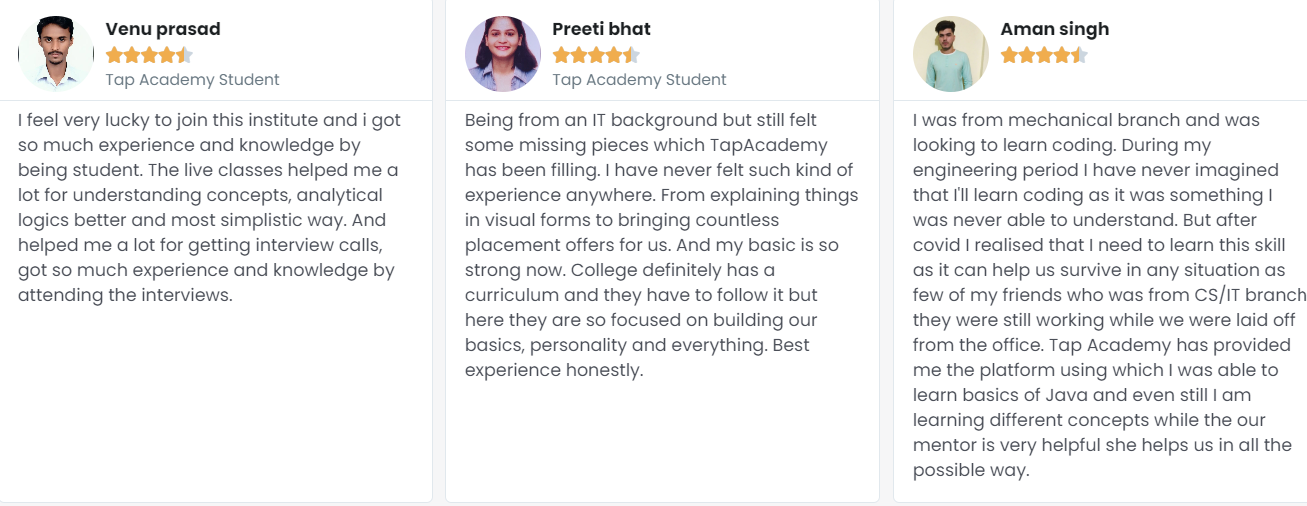 Venu prasad
Tap Academy Student
I feel very lucky to join this institute and i got
so much experience and knowledge by
being student. The live classes helped me a
lot for understanding concepts, analytical
logics better and most simplistic way. And
helped me a lot for getting interview calls,
got so much experience and knowledge by
attending the interviews.
Preeti bhat
Tap Academy Student
Being from an IT background but still felt
some missing pieces which TapAcademy
has been filling. I have never felt such kind of
experience anywhere. From explaining things
in visual forms to bringing countless
placement offers for us. And my basic is so
strong now. College definitely has a
curriculum and they have to follow it but
here they are so focused on building our
basics, personality and everything. Best
experience honestly.
Aman singh
I was from mechanical branch and was
looking to learn coding. During my
engineering period I have never imagined
that I'll learn coding as it was something I
was never able to understand. But after
covid I realised that I need to learn this skill
as it can help us survive in any situation as
few of my friends who was from CS/IT branch
they were still working while we were laid off
from the office. Tap Academy has provided
me the platform using which I was able to
learn basics of Java and even still I am
learning different concepts while the our
mentor is very helpful she helps us in all the
possible way.